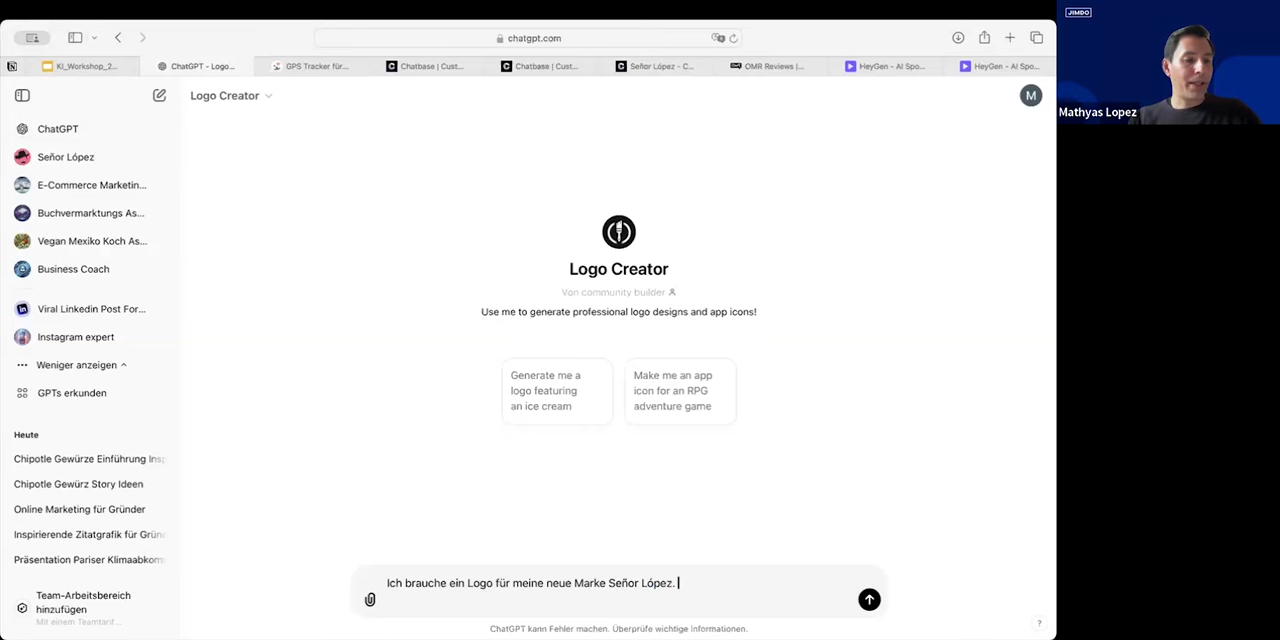 JIMDO
chatgpt.com
KI_Workshop_2...
ChatGPT - Logo...
GPS Tracker für...
Chatbase | Cust...
Chatbase | Cust...
Señor López - C...
OMR Reviews |...
HeyGen - AI Spo...
HeyGen - AI Spo...
Logo Creator
M
Mathyas Lopez
ChatGPT
Señor López
E-Commerce Marketin...
Buchvermarktungs As...
Vegan Mexiko Koch As...
Business Coach
Viral Linkedin Post For...
Instagram expert
Weniger anzeigen
GPTs erkunden
Heute
Chipotle Gewürze Einführung Insp
Chipotle Gewürz Story Ideen
Online Marketing für Gründer
Inspirierende Zitatgrafik für Grün
Präsentation Pariser Klimaabkom
Team-Arbeitsbereich
hinzufügen
Mit einem Teamtarif...
Logo Creator
Von community builder
Use me to generate professional logo designs and app icons!
Generate me a
logo featuring
an ice cream
Make me an app
icon for an RPG
adventure game
Ich brauche ein Logo für meine neue Marke Señor López.
ChatGPT kann Fehler machen. Überprüfe wichtige Informationen.
?